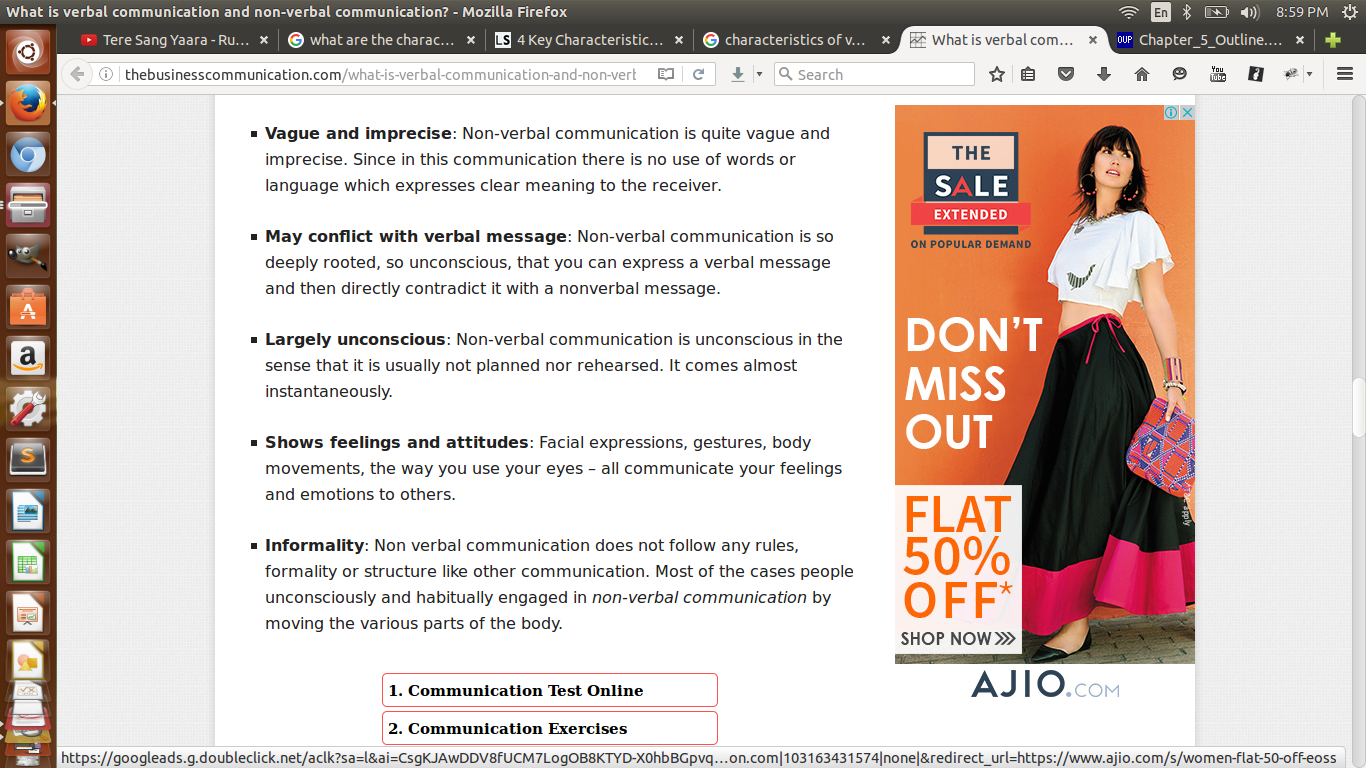 What is verbal communication and non-verbal communication? - Mozilla Firefox
En
8:59 PM
Tere Sang Yaara - Ru...
what are the charac...
LS
4 Key Characteristic...
characteristics of v...
What is verbal com...
OUP
Chapter_5_Outline....
thebusinesscommunication.com/what-is-verbal-communication-and-non-vert
Search
You
Tube
Vague and imprecise: Non-verbal communication is quite vague and
imprecise. Since in this communication there is no use of words or
language which expresses clear meaning to the receiver.
May conflict with verbal message: Non-verbal communication is so
deeply rooted, so unconscious, that you can express a verbal message
and then directly contradict it with a nonverbal message.
Largely unconscious: Non-verbal communication is unconscious in the
sense that it is usually not planned nor rehearsed. It comes almost
instantaneously.
Shows feelings and attitudes: Facial expressions, gestures, body
movements, the way you use your eyes – all communicate your feelings
and emotions to others.
Informality: Non verbal communication does not follow any rules,
formality or structure like other communication. Most of the cases people
unconsciously and habitually engaged in non-verbal communication by
moving the various parts of the body.
1. Communication Test Online
2. Communication Exercises
THE
SALE
EXTENDED
ON POPULAR DEMAND
DON'T
MISS
OUT
FLAT
50%
OFF*
SHOP NOW
AJIO.COM
https://googleads.g.doubleclick.net/aclk?sa=l&ai=CsgKJAwDDV8fUCM7LogOB8KTYD-X0hbBGpvq...on.com|103163431574|none|&redirect_url=https://www.ajio.com/s/women-flat-50-off-eoss